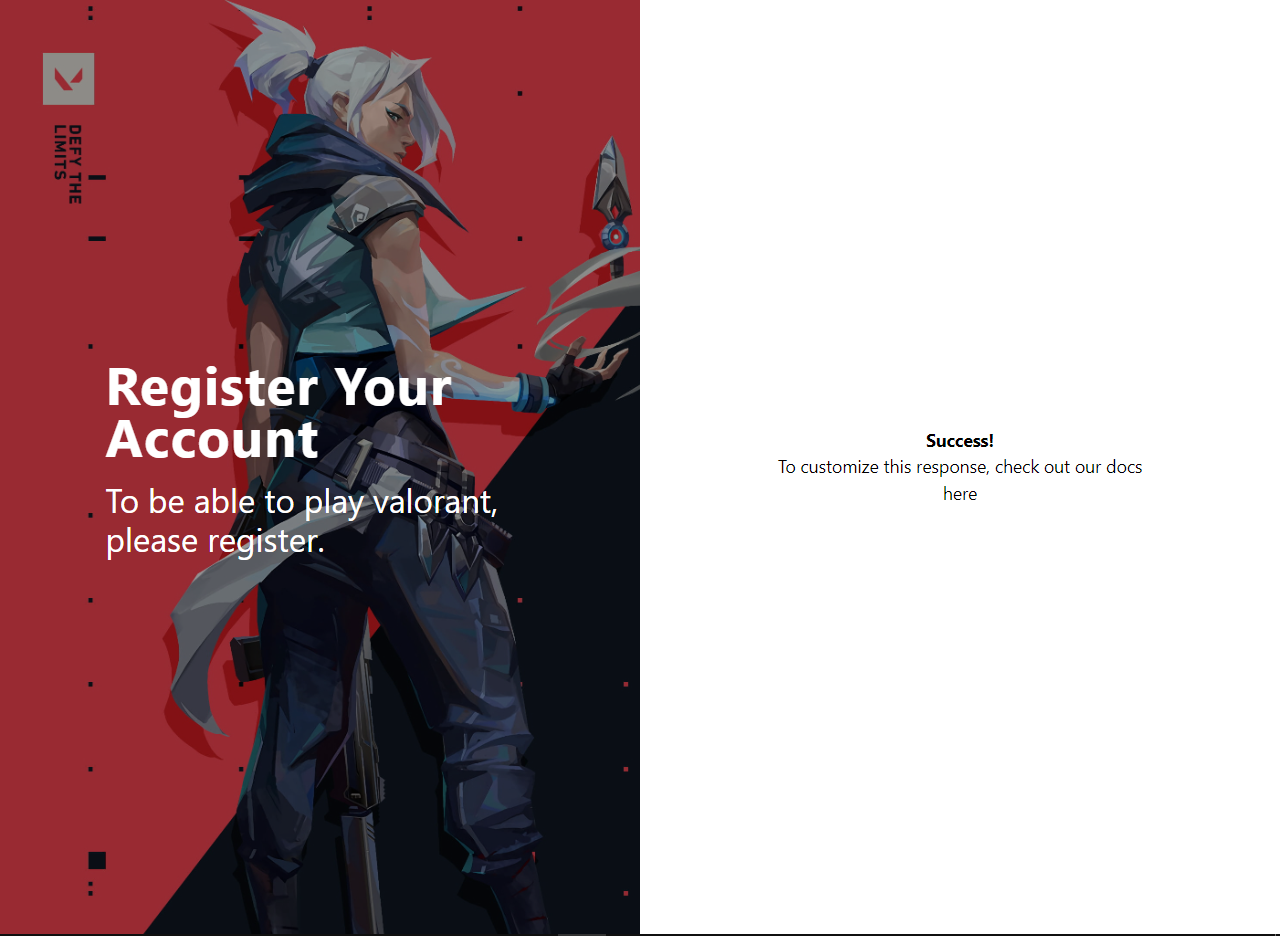 DEFY THE
LIMITS
Register Your
Account
To be able to play valorant,
please register.
Success!
To customize this response, check out our docs
here